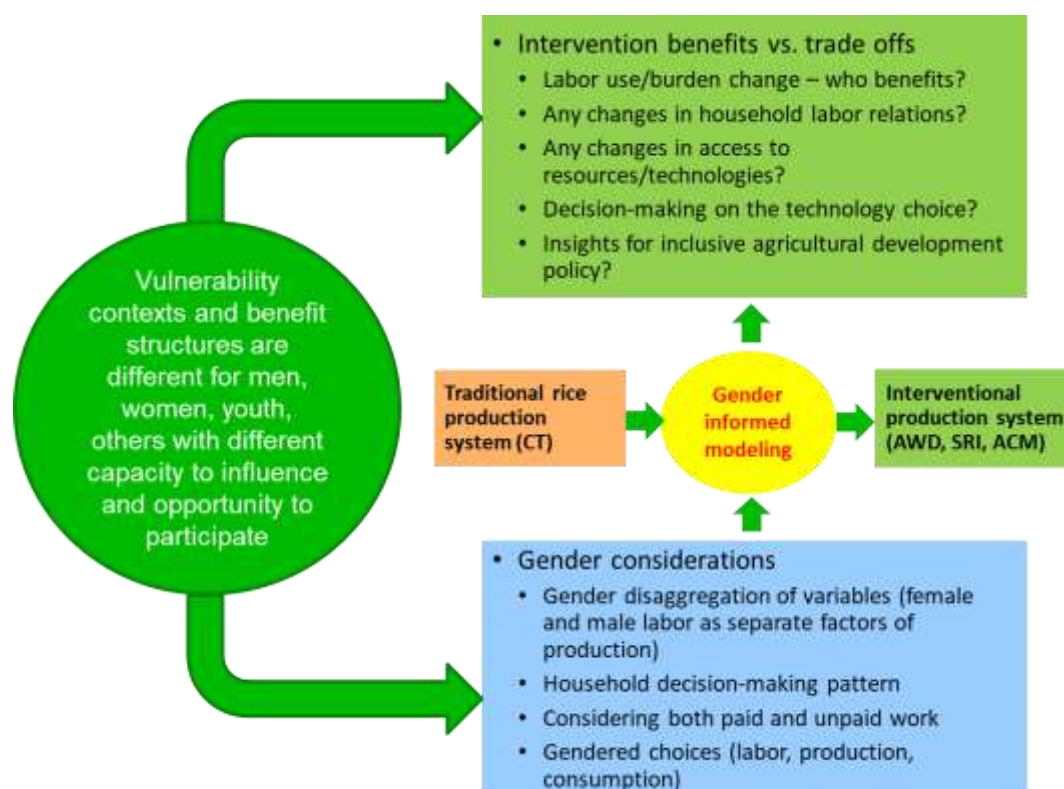 • Intervention benefits vs. trade offs
• Labor use/burden change – who benefits?
• Any changes in household labor relations?
• Any changes in access to
resources/technologies?
• Decision-making on the technology choice?
• Insights for inclusive agricultural development
policy?
Vulnerability
contexts and benefit
structures are
different for men,
women, youth,
others with different
capacity to influence
and opportunity to
participate
Traditional rice
production
system (CT)
Gender
informed
modeling
Interventional
production system
(AWD, SRI, ACM)
• Gender considerations
• Gender disaggregation of variables (female
and male labor as separate factors of
production)
• Household decision-making pattern
• Considering both paid and unpaid work
• Gendered choices (labor, production,
consumption)